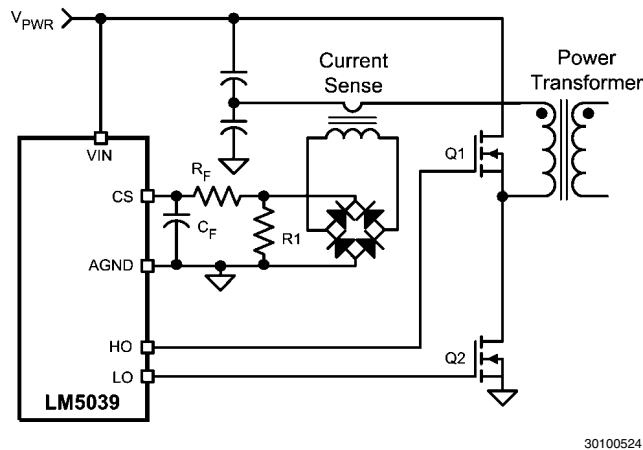 VPWR
Current
Sense
Power
Transformer
VIN
Q1
RF
CS
CF
R1
AGND
HO
Q2
LO
LM5039
30100524